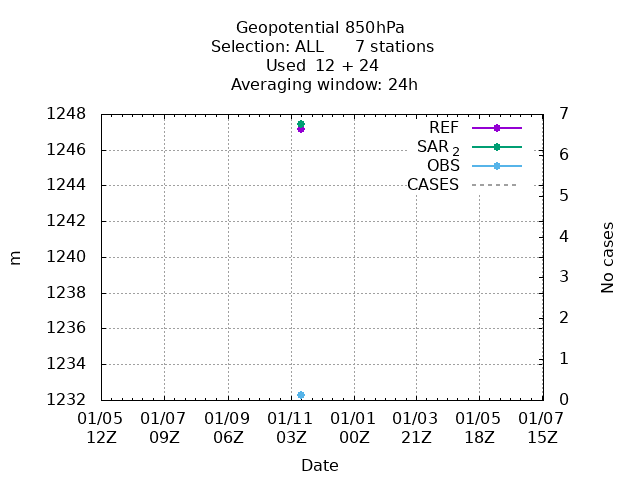 Geopotential 850hPa
Selection: ALL 7 stations
Used 12 + 24
Averaging window: 24h
1248
1246
1244
1242
1240
1238
1236
1234
1232
m
7
6
5
4
3
2
1
0
No cases
REF
SAR 2
OBS
CASES
01/05 01/07 01/09 01/11 01/01 01/03 01/05 01/07
12Z 09Z 06Z 03Z 00Z 21Z 18Z 15Z
Date